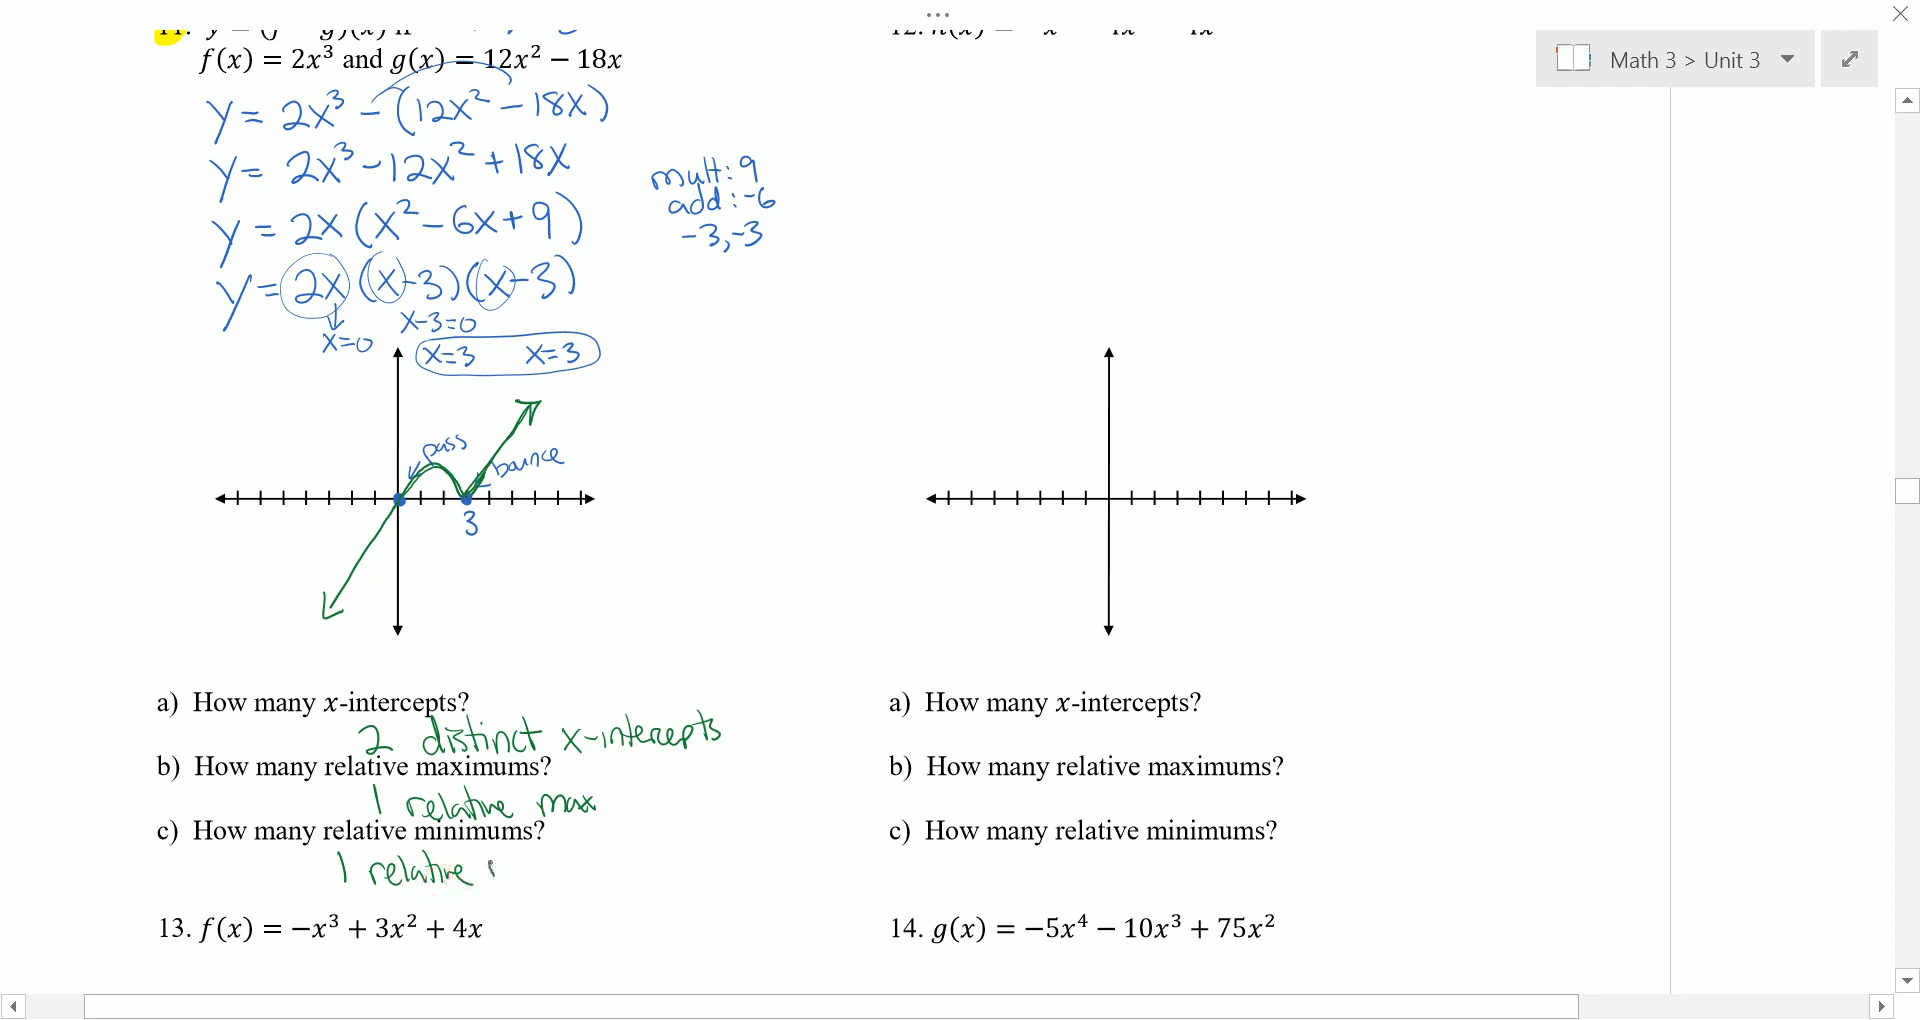 Math 3 > Unit 3
f(x) = 2x³ and g(x) = 12x² − 18x
y = 2x³ − (12x² − 18x)
y = 2x³ − 12x² + 18x
y = 2x(x² − 6x + 9)
y = 2x(x−3)(x−3)
mult: 9
add: −6
−3, −3
x−3=0
x=0
x=3 x=3
pass
bounce
3
a) How many x-intercepts?
2 distinct x-intercepts
b) How many relative maximums?
1 relative max
c) How many relative minimums?
1 relative
a) How many x-intercepts?
b) How many relative maximums?
c) How many relative minimums?
13. f(x) = −x³ + 3x² + 4x
14. g(x) = −5x⁴ − 10x³ + 75x²